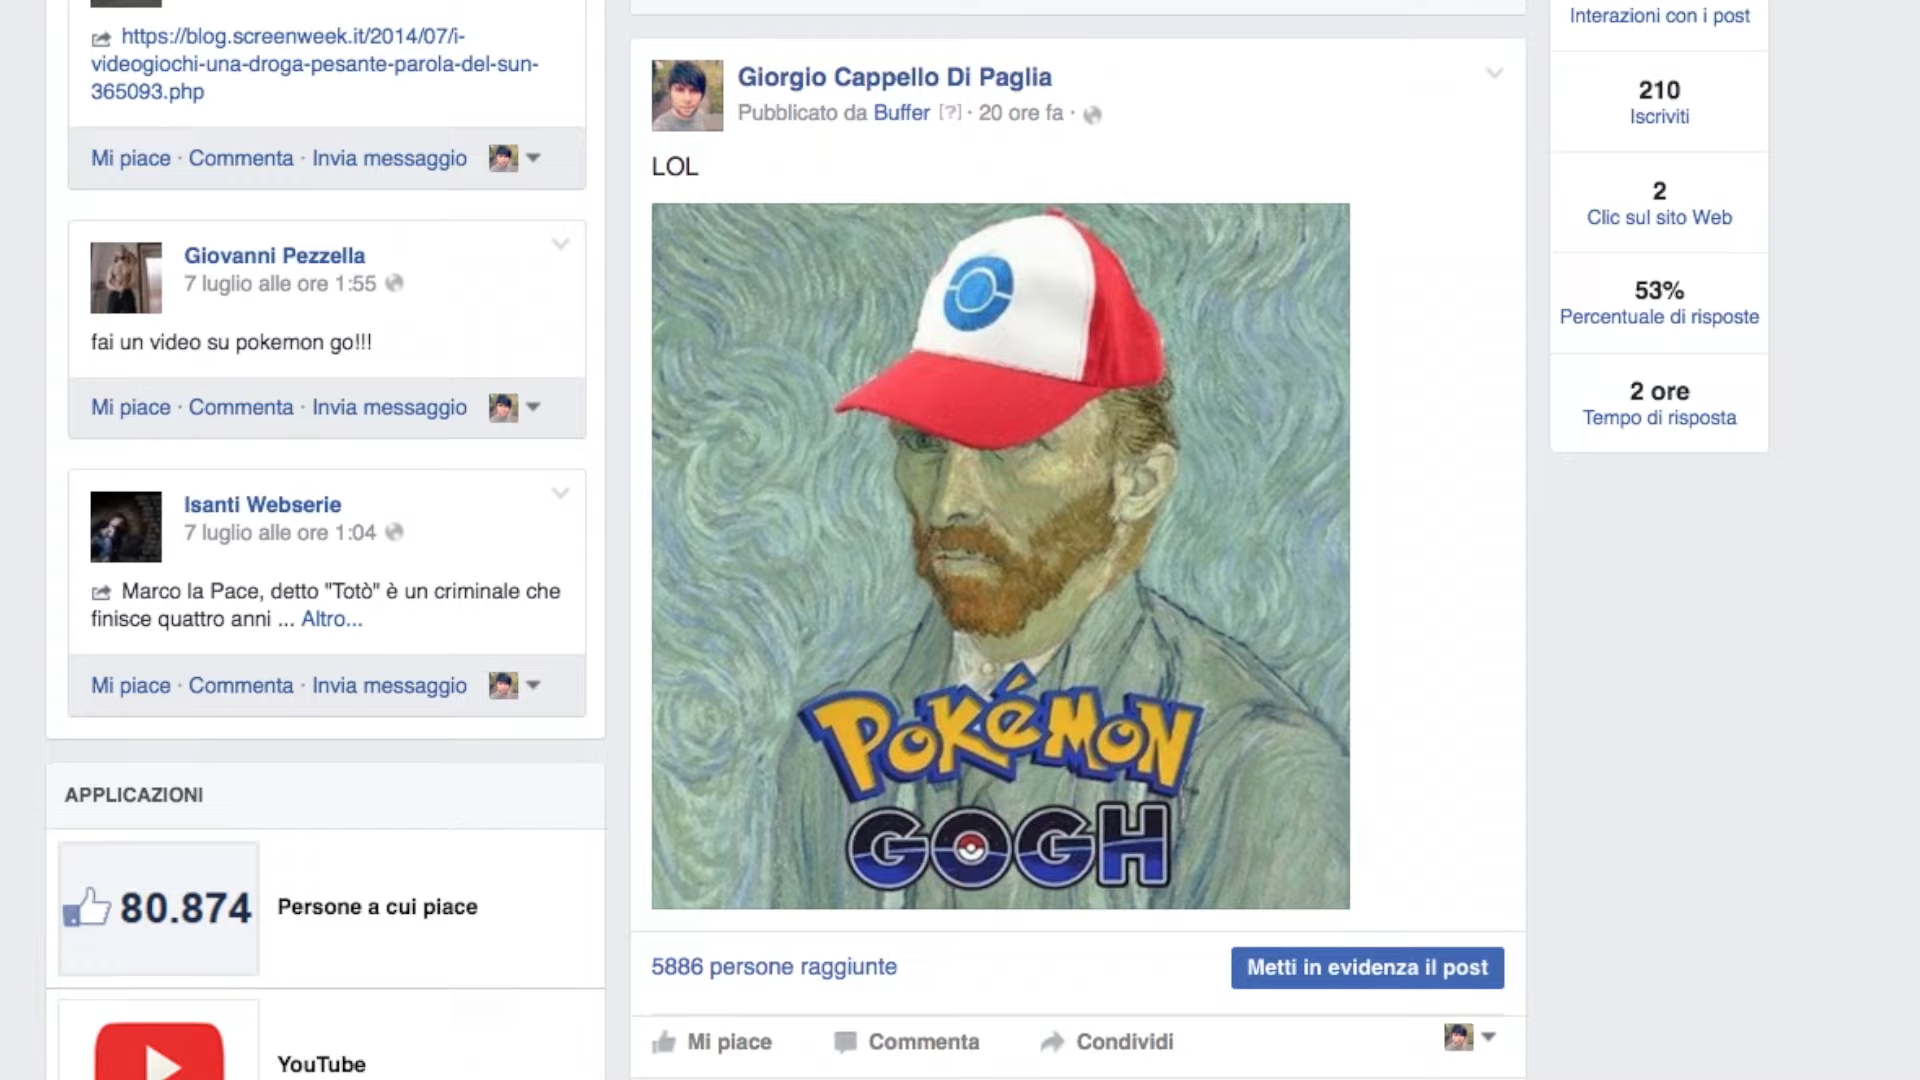 https://blog.screenweek.it/2014/07/i-
videogiochi-una-droga-pesante-parola-del-sun-
365093.php
Mi piace · Commenta · Invia messaggio
Giovanni Pezzella
7 luglio alle ore 1:55
fai un video su pokemon go!!!
Mi piace · Commenta · Invia messaggio
Isanti Webserie
7 luglio alle ore 1:04
Marco la Pace, detto "Totò" è un criminale che
finisce quattro anni ... Altro...
Mi piace · Commenta · Invia messaggio
APPLICAZIONI
80.874
Persone a cui piace
YouTube
Giorgio Cappello Di Paglia
Pubblicato da Buffer [?] · 20 ore fa ·
LOL
POKÉMON
GOGH
5886 persone raggiunte
Metti in evidenza il post
Mi piace
Commenta
Condividi
Interazioni con i post
210
Iscriviti
2
Clic sul sito Web
53%
Percentuale di risposte
2 ore
Tempo di risposta